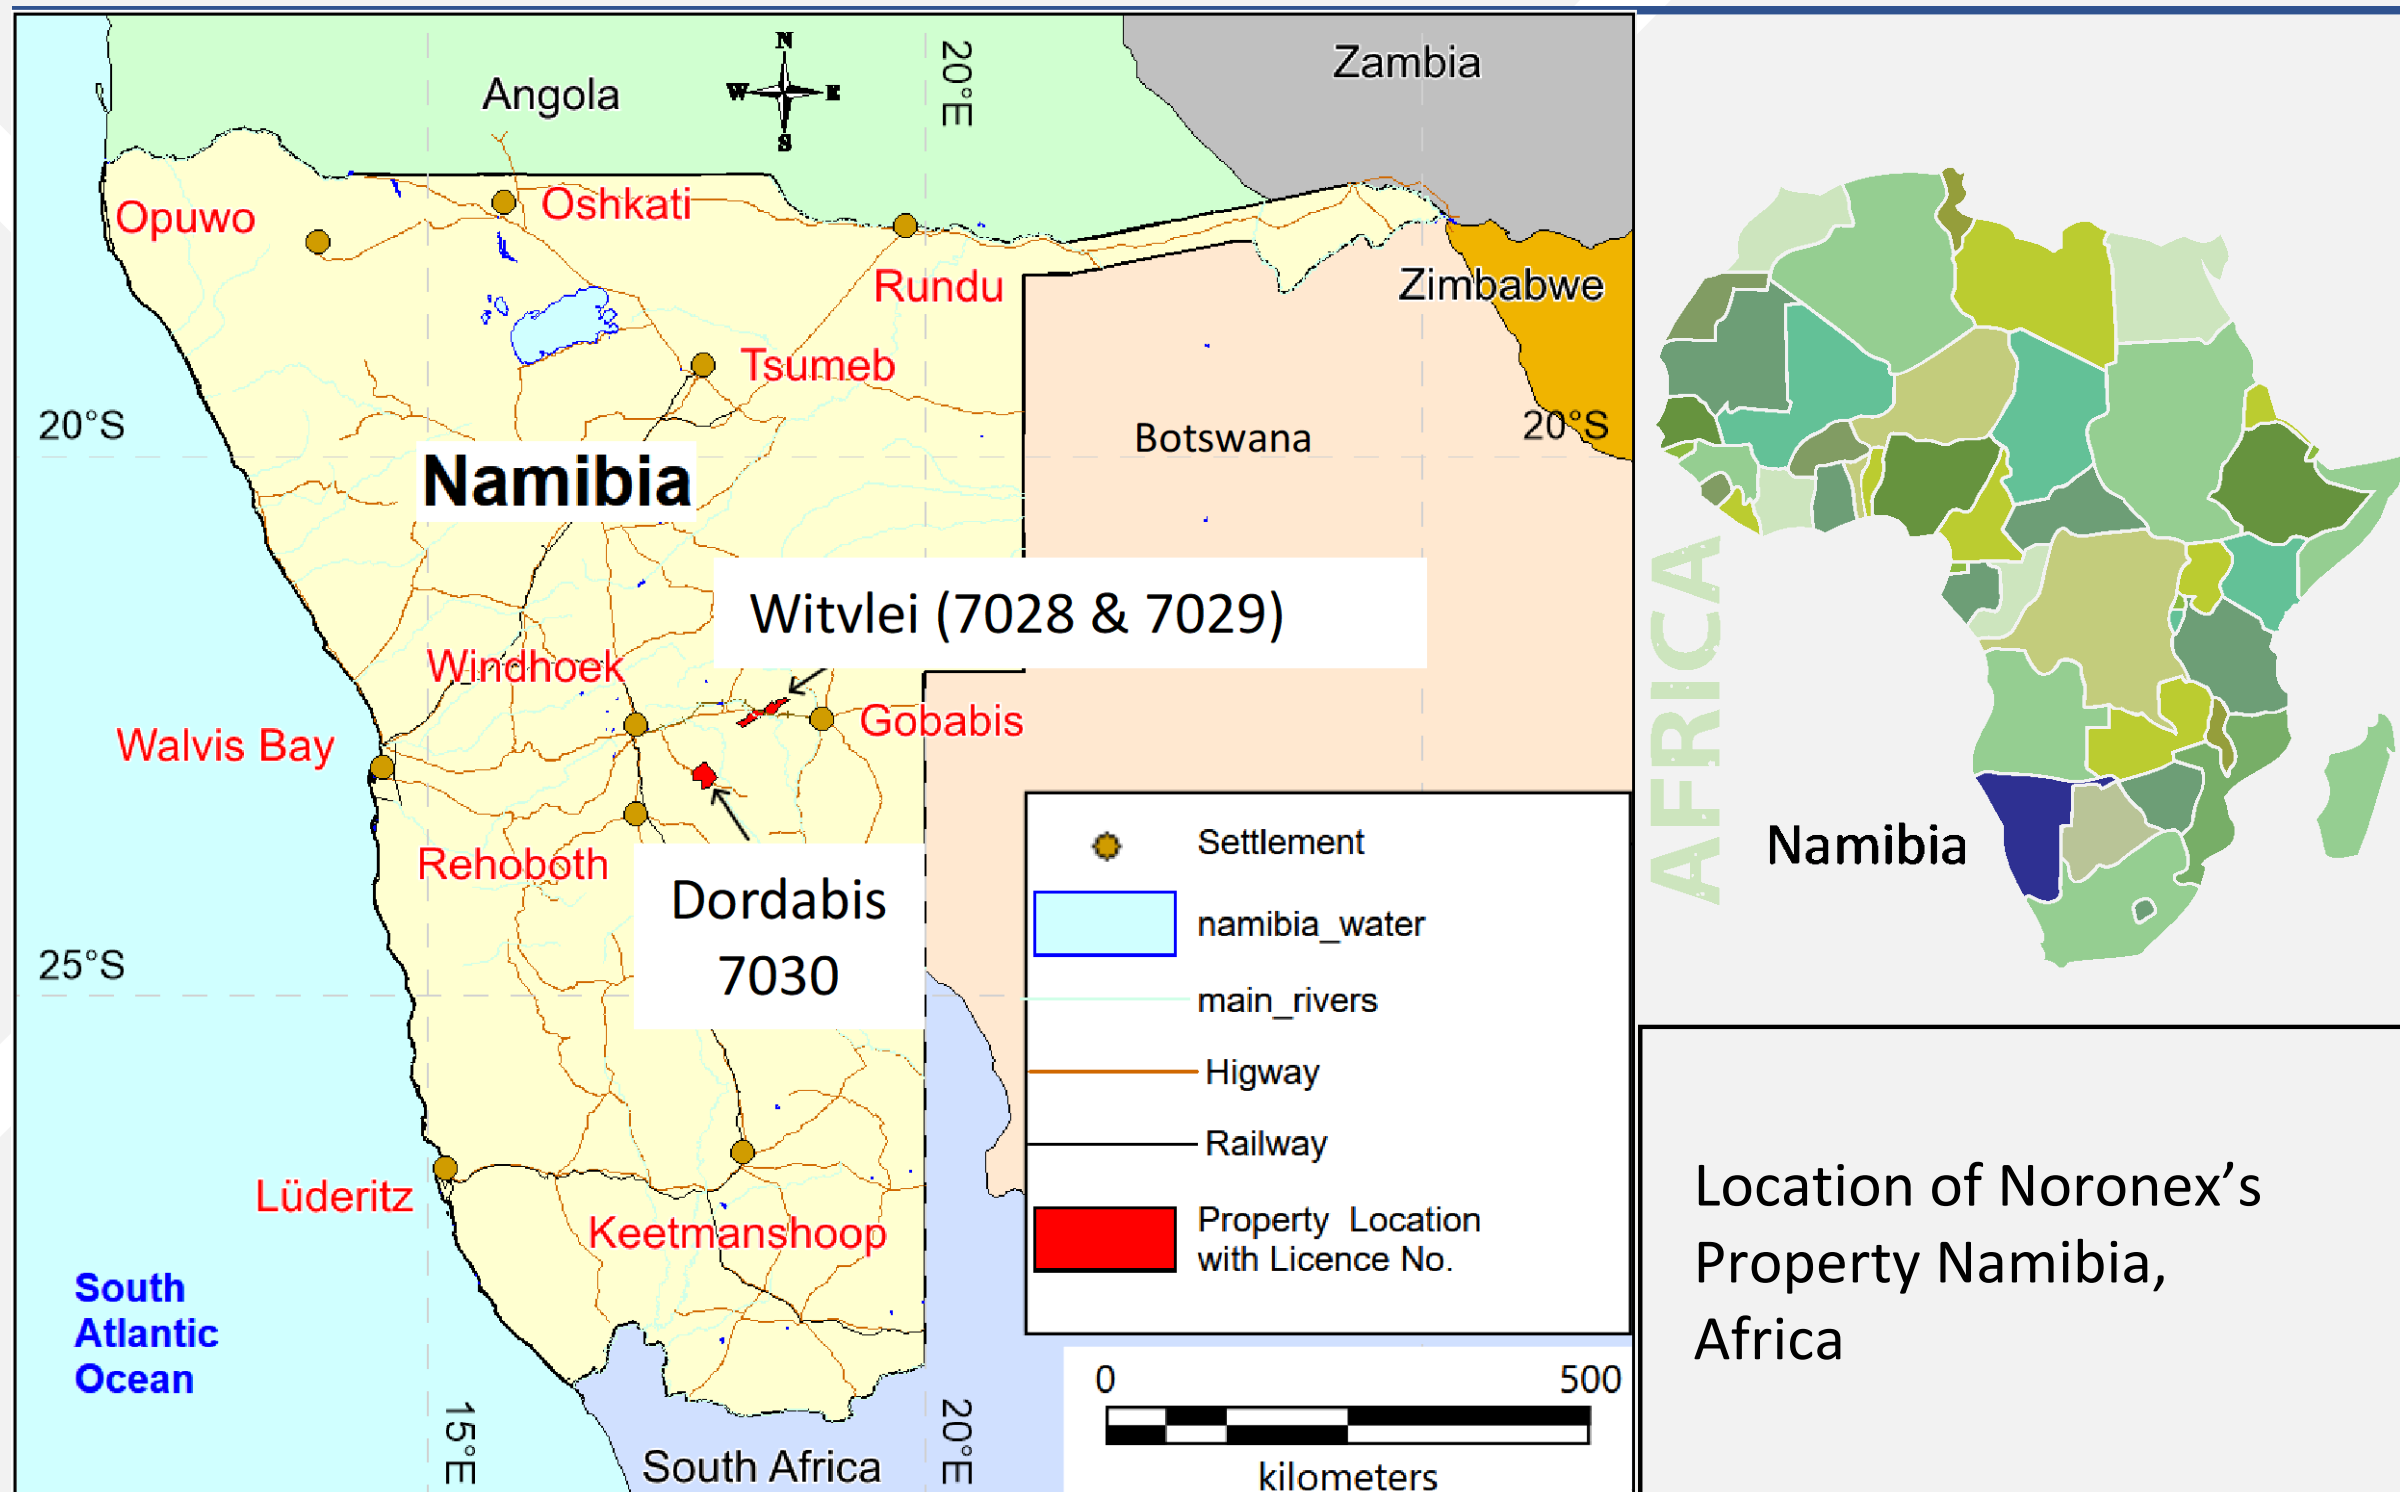 N
W
E
S
20°E
Zambia
Angola
Opuwo
Oshkati
Rundu
Zimbabwe
Tsumeb
20°S
20°S
Botswana
Namibia
Witvlei (7028 & 7029)
Windhoek
Gobabis
Walvis Bay
Rehoboth
Dordabis
7030
25°S
Lüderitz
Keetmanshoop
South
Atlantic
Ocean
15°E
20°E
South Africa
Settlement
namibia_water
main_rivers
Higway
Railway
Property Location
with Licence No.
0 500
kilometers
AFRICA
Namibia
Location of Noronex’s
Property Namibia,
Africa